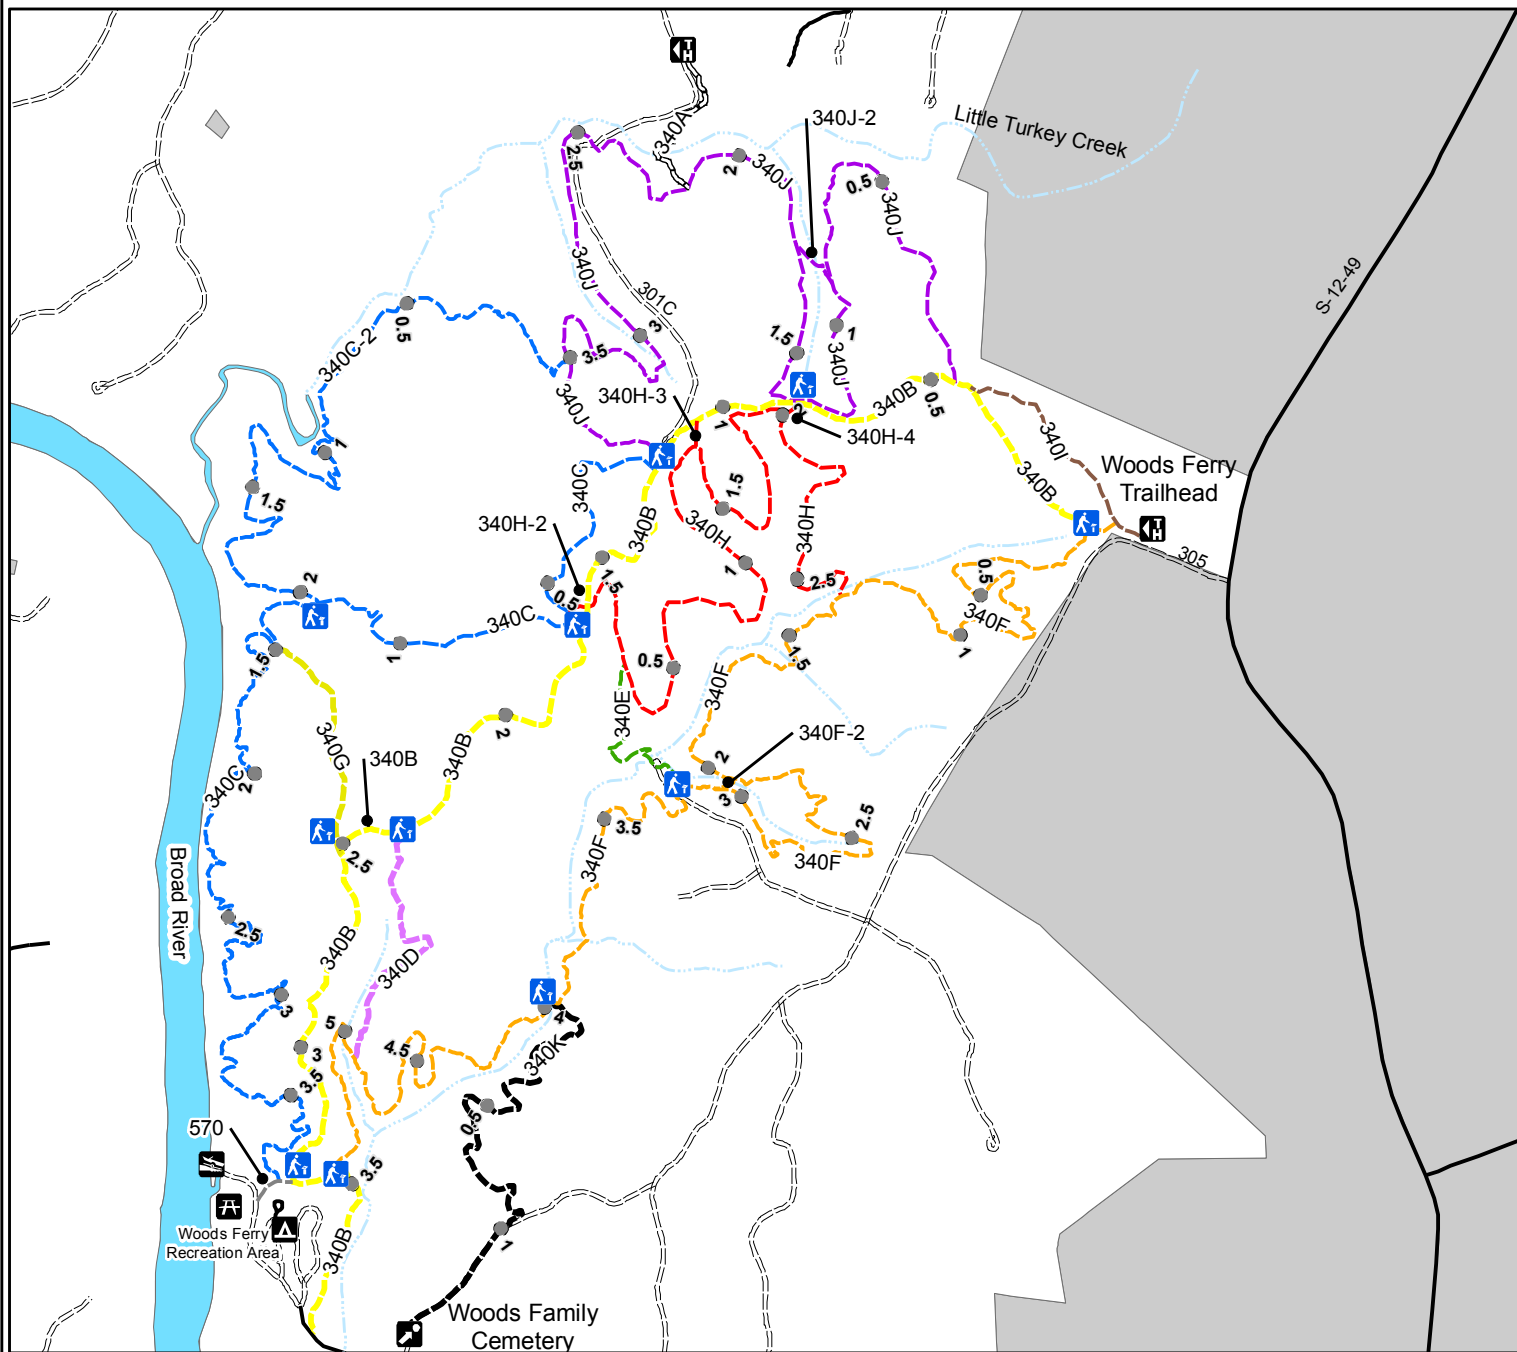 TH
340A
340J-2
Little Turkey Creek
2.5
2
340J
0.5
340J
S-12-49
340J
301C
0.5
340C-2
3
1.5
1
3.5
340J
340H-3
340J
340B
0.5
1
2
340H-4
340I
Woods Ferry
Trailhead
TH
1
1.5
340C
340B
1.5
340H
340H
340B
340H-2
305
1
2.5
2
1.5
0.5
0.5
340C
340F
1
1
1.5
1.5
0.5
340E
340F
2
340G
340B
340B
340F-2
2
340C
2
3
2.5
3.5
2.5
340F
340F
Broad River
2.5
340B
340D
3
5
4
4.5
340K
3
3.5
0.5
570
3.5
Woods Ferry
Recreation Area
340B
1
Woods Family
Cemetery